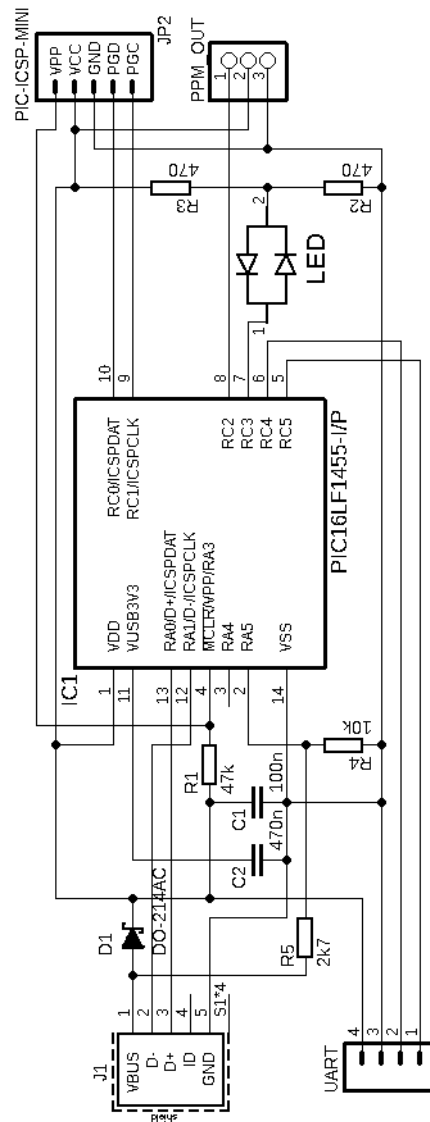 PIC-ICSP-MINI
JP2
VPP
VCC
GND
PGD
PGC
PPM_OUT
1
2
3
470
R3
470
R2
2
LED
1
10
9
8
7
6
5
RC0/ICSPDAT
RC1/ICSPCLK
RC2
RC3
RC4
RC5
PIC16LF1455-I/P
IC1
VDD
VUSB3V3
RA0/D+/ICSPDAT
RA1/D-/ICSPCLK
MCLR/VPP/RA3
RA4
RA5
VSS
1
11
13
12
4
3
2
14
R1
47k
C1
100n
C2
470n
R4
10k
D1
DO-214AC
R5
2k7
J1
VBUS
D-
D+
ID
GND
1
2
3
4
5
S1*4
shield
UART
4
3
2
1